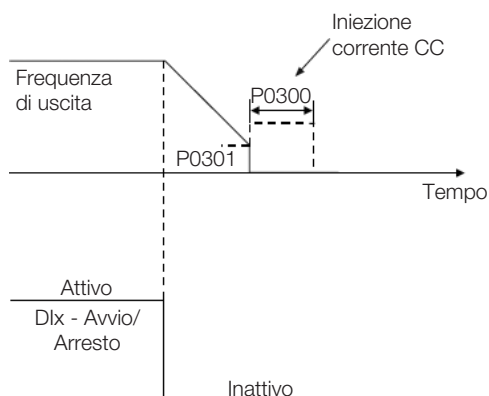 Iniezione
corrente CC
Frequenza
di uscita
P0300
P0301
Tempo
Attivo
DIx - Avvio/
Arresto
Inattivo